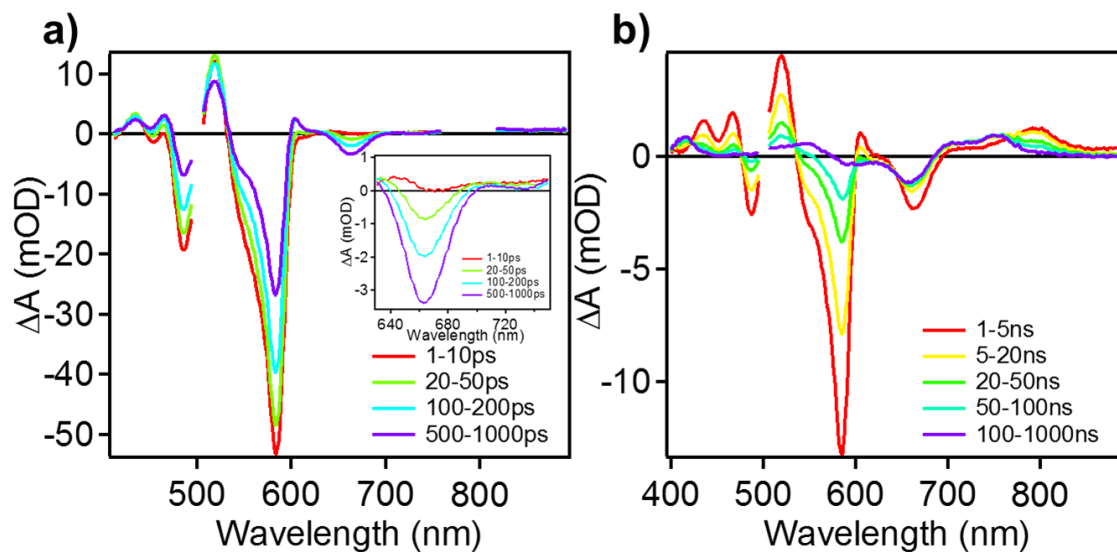 a)
10
0
-10
-20
-30
-40
-50
ΔA (mOD)
500
600
700
800
Wavelength (nm)
1
0
-1
-2
-3
ΔA (mOD)
640
680
720
Wavelength (nm)
1-10ps
20-50ps
100-200ps
500-1000ps
1-10ps
20-50ps
100-200ps
500-1000ps
b)
0
-5
-10
ΔA (mOD)
400
500
600
700
800
Wavelength (nm)
1-5ns
5-20ns
20-50ns
50-100ns
100-1000ns